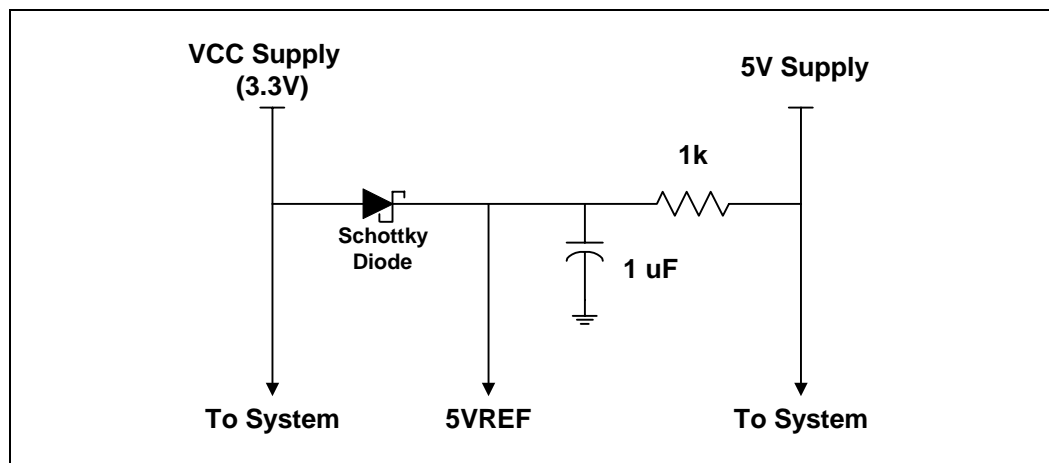 VCC Supply
(3.3V)
5V Supply
1k
Schottky
Diode
1 uF
To System
5VREF
To System